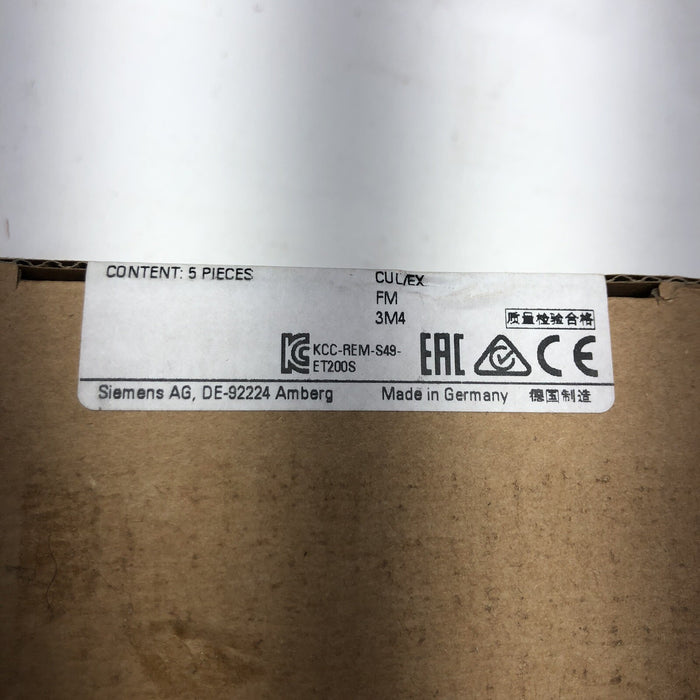 CONTENT: 5 PIECES
CUL/EX
FM
3M4
质量检验合格
KCC-REM-S49-
ET200S
EAC
CE
Siemens AG, DE-92224 Amberg Made in Germany 德国制造